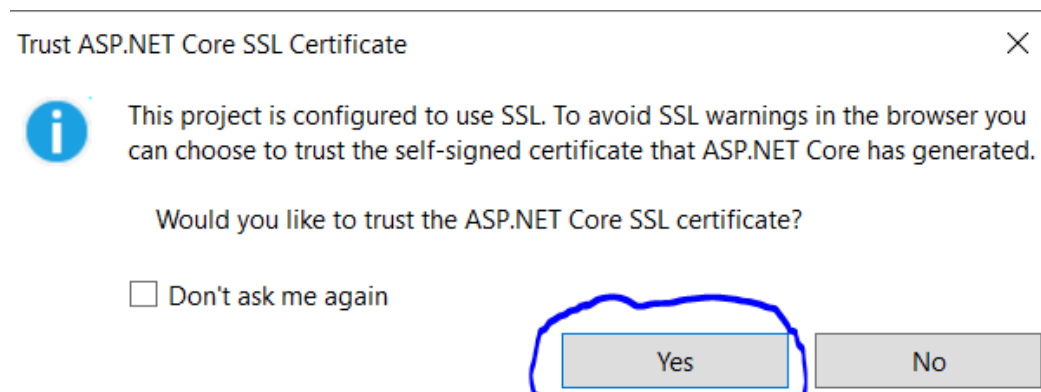 Trust ASP.NET Core SSL Certificate
This project is configured to use SSL. To avoid SSL warnings in the browser you
can choose to trust the self-signed certificate that ASP.NET Core has generated.
Would you like to trust the ASP.NET Core SSL certificate?
Don't ask me again
Yes No